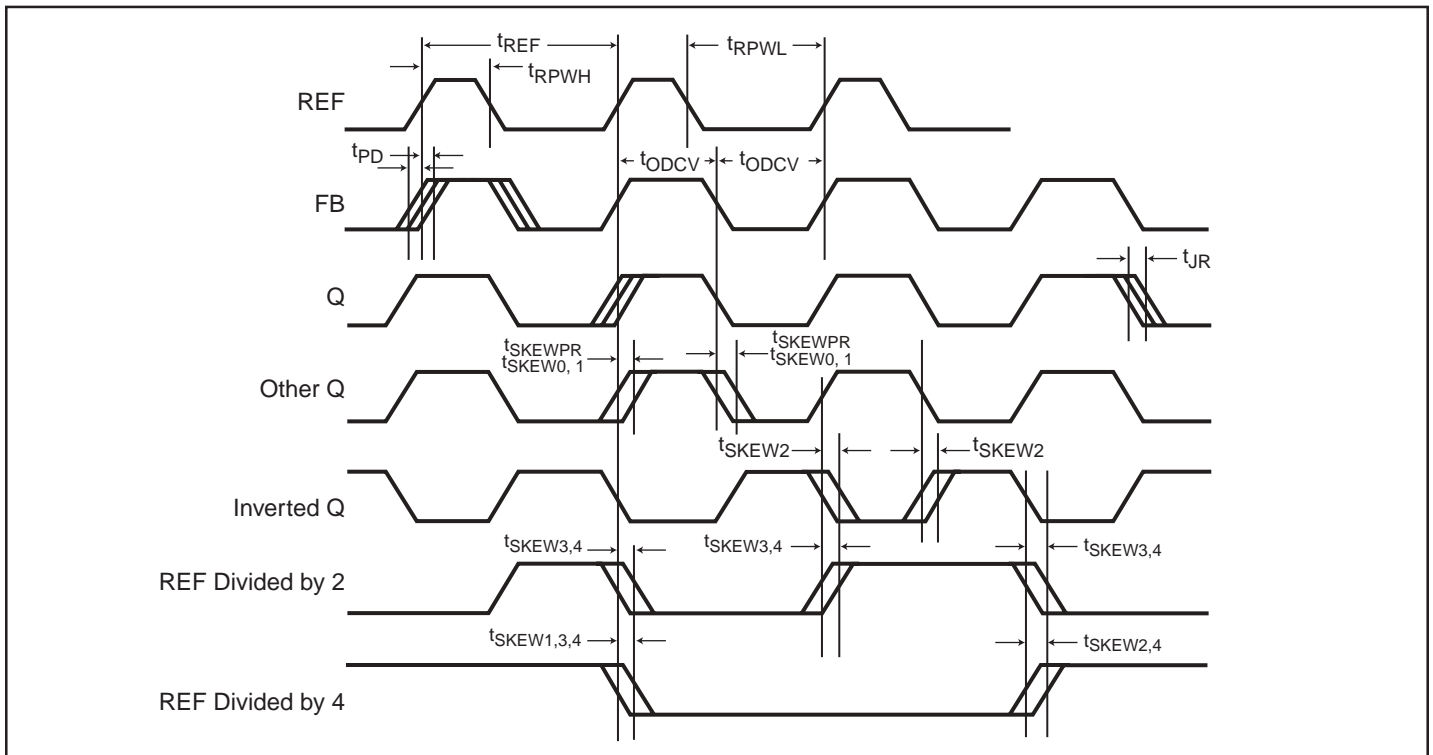 tREF
tRPWL
tRPWH
REF
tPD
tODCV tODCV
FB
tJR
Q
tSKEWPR
tSKEW0, 1
tSKEWPR
tSKEW0, 1
Other Q
tSKEW2
tSKEW2
Inverted Q
tSKEW3,4
tSKEW3,4
tSKEW3,4
REF Divided by 2
tSKEW1,3,4
tSKEW2,4
REF Divided by 4